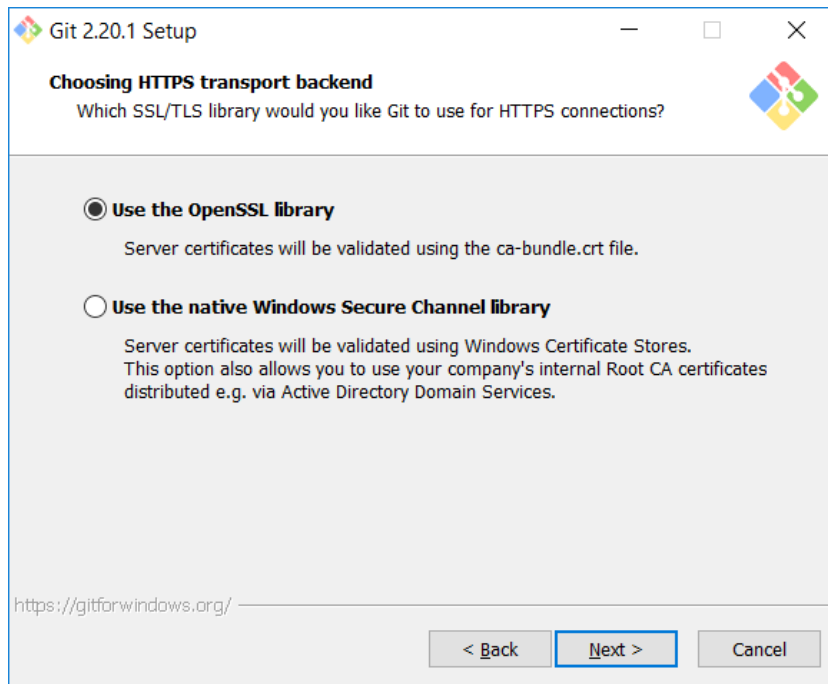 Git 2.20.1 Setup
Choosing HTTPS transport backend
Which SSL/TLS library would you like Git to use for HTTPS connections?
Use the OpenSSL library
Server certificates will be validated using the ca-bundle.crt file.
Use the native Windows Secure Channel library
Server certificates will be validated using Windows Certificate Stores.
This option also allows you to use your company's internal Root CA certificates
distributed e.g. via Active Directory Domain Services.
https://gitforwindows.org/
< Back
Next >
Cancel